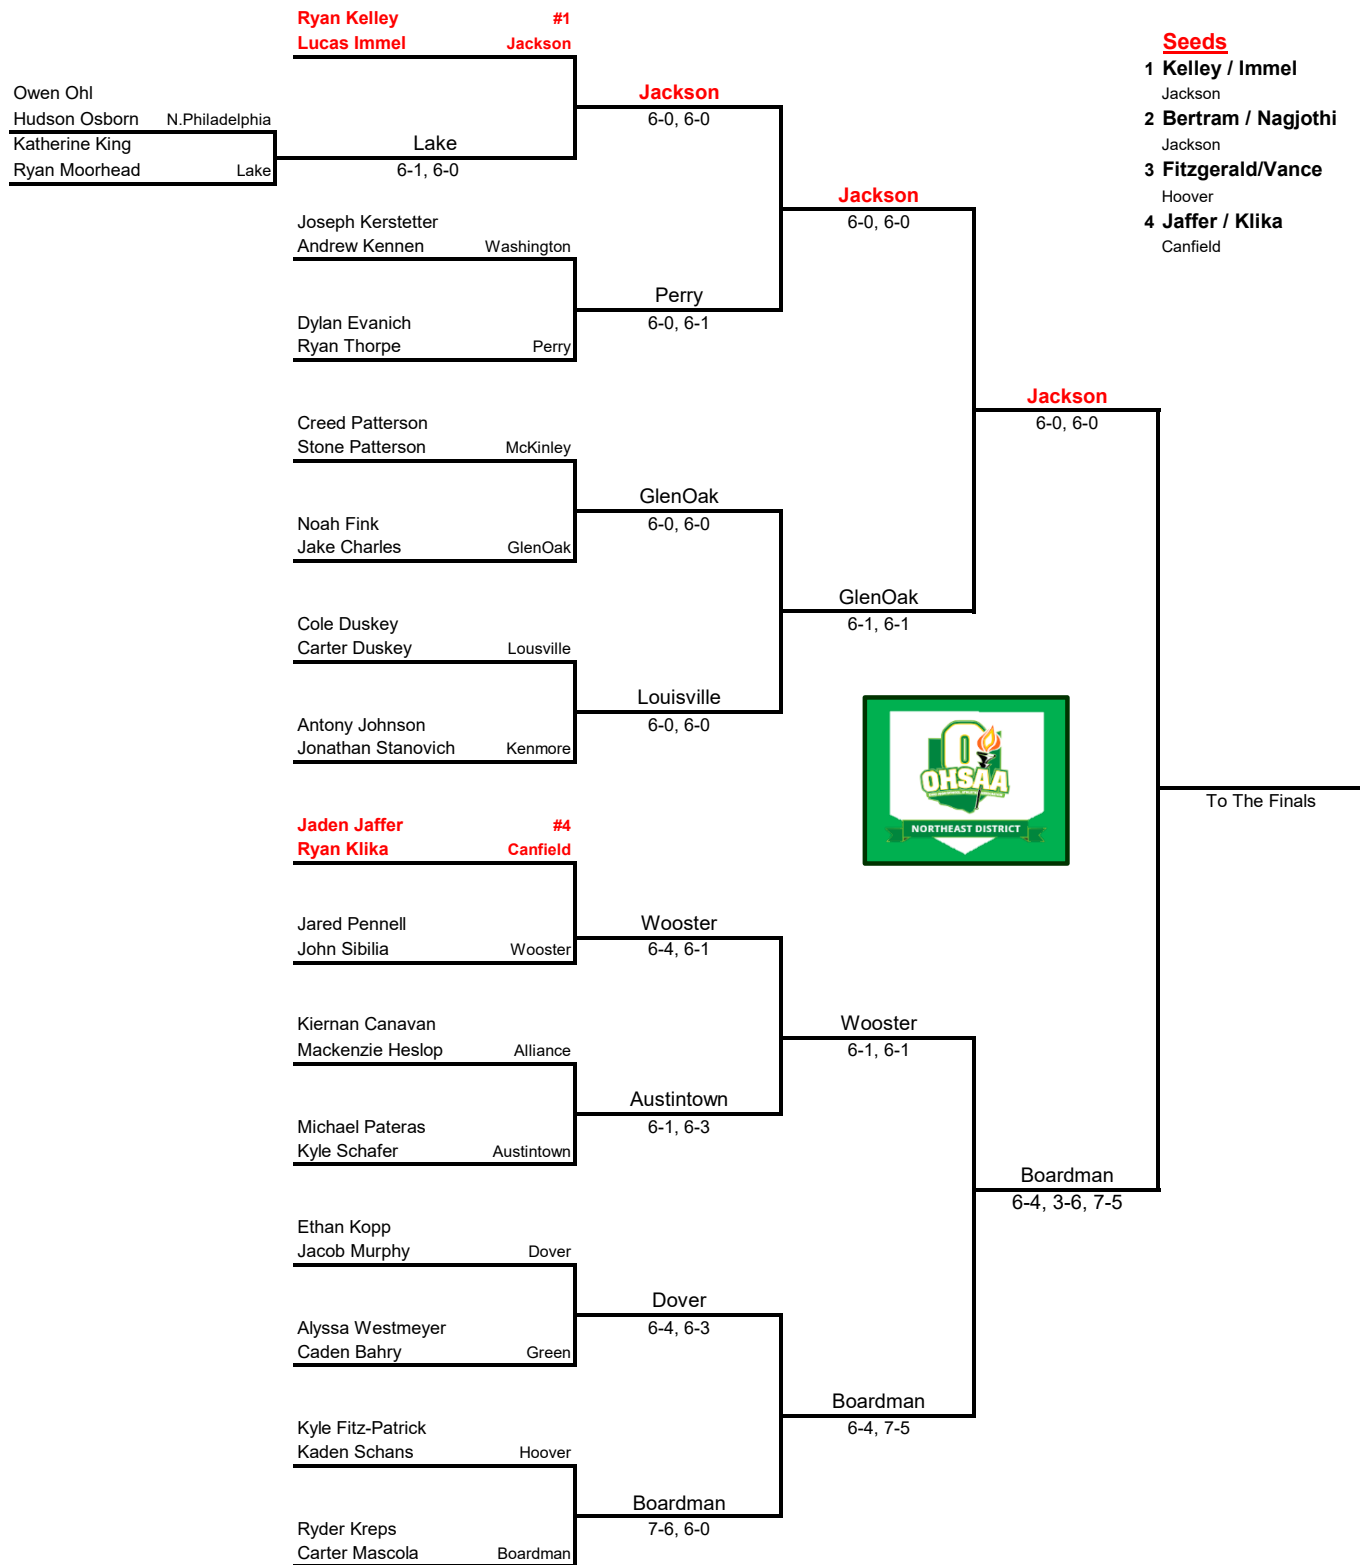 Ryan Kelley #1
Lucas Immel Jackson
Seeds
1 Kelley / Immel
Jackson
2 Bertram / Nagjothi
Jackson
3 Fitzgerald/Vance
Hoover
4 Jaffer / Klika
Canfield
Owen Ohl
Hudson Osborn N.Philadelphia
Katherine King
Ryan Moorhead Lake
Lake
6-1, 6-0
Jackson
6-0, 6-0
Joseph Kerstetter
Andrew Kennen Washington
Dylan Evanich
Ryan Thorpe Perry
Perry
6-0, 6-1
Jackson
6-0, 6-0
Creed Patterson
Stone Patterson McKinley
Noah Fink
Jake Charles GlenOak
GlenOak
6-0, 6-0
Cole Duskey
Carter Duskey Lousville
Antony Johnson
Jonathan Stanovich Kenmore
Louisville
6-0, 6-0
GlenOak
6-1, 6-1
Jackson
6-0, 6-0
OHSAA
NORTHEAST DISTRICT
To The Finals
Jaden Jaffer #4
Ryan Klika Canfield
Jared Pennell
John Sibilia Wooster
Wooster
6-4, 6-1
Kiernan Canavan
Mackenzie Heslop Alliance
Michael Pateras
Kyle Schafer Austintown
Austintown
6-1, 6-3
Wooster
6-1, 6-1
Ethan Kopp
Jacob Murphy Dover
Alyssa Westmeyer
Caden Bahry Green
Dover
6-4, 6-3
Kyle Fitz-Patrick
Kaden Schans Hoover
Ryder Kreps
Carter Mascola Boardman
Boardman
7-6, 6-0
Boardman
6-4, 7-5
Boardman
6-4, 3-6, 7-5